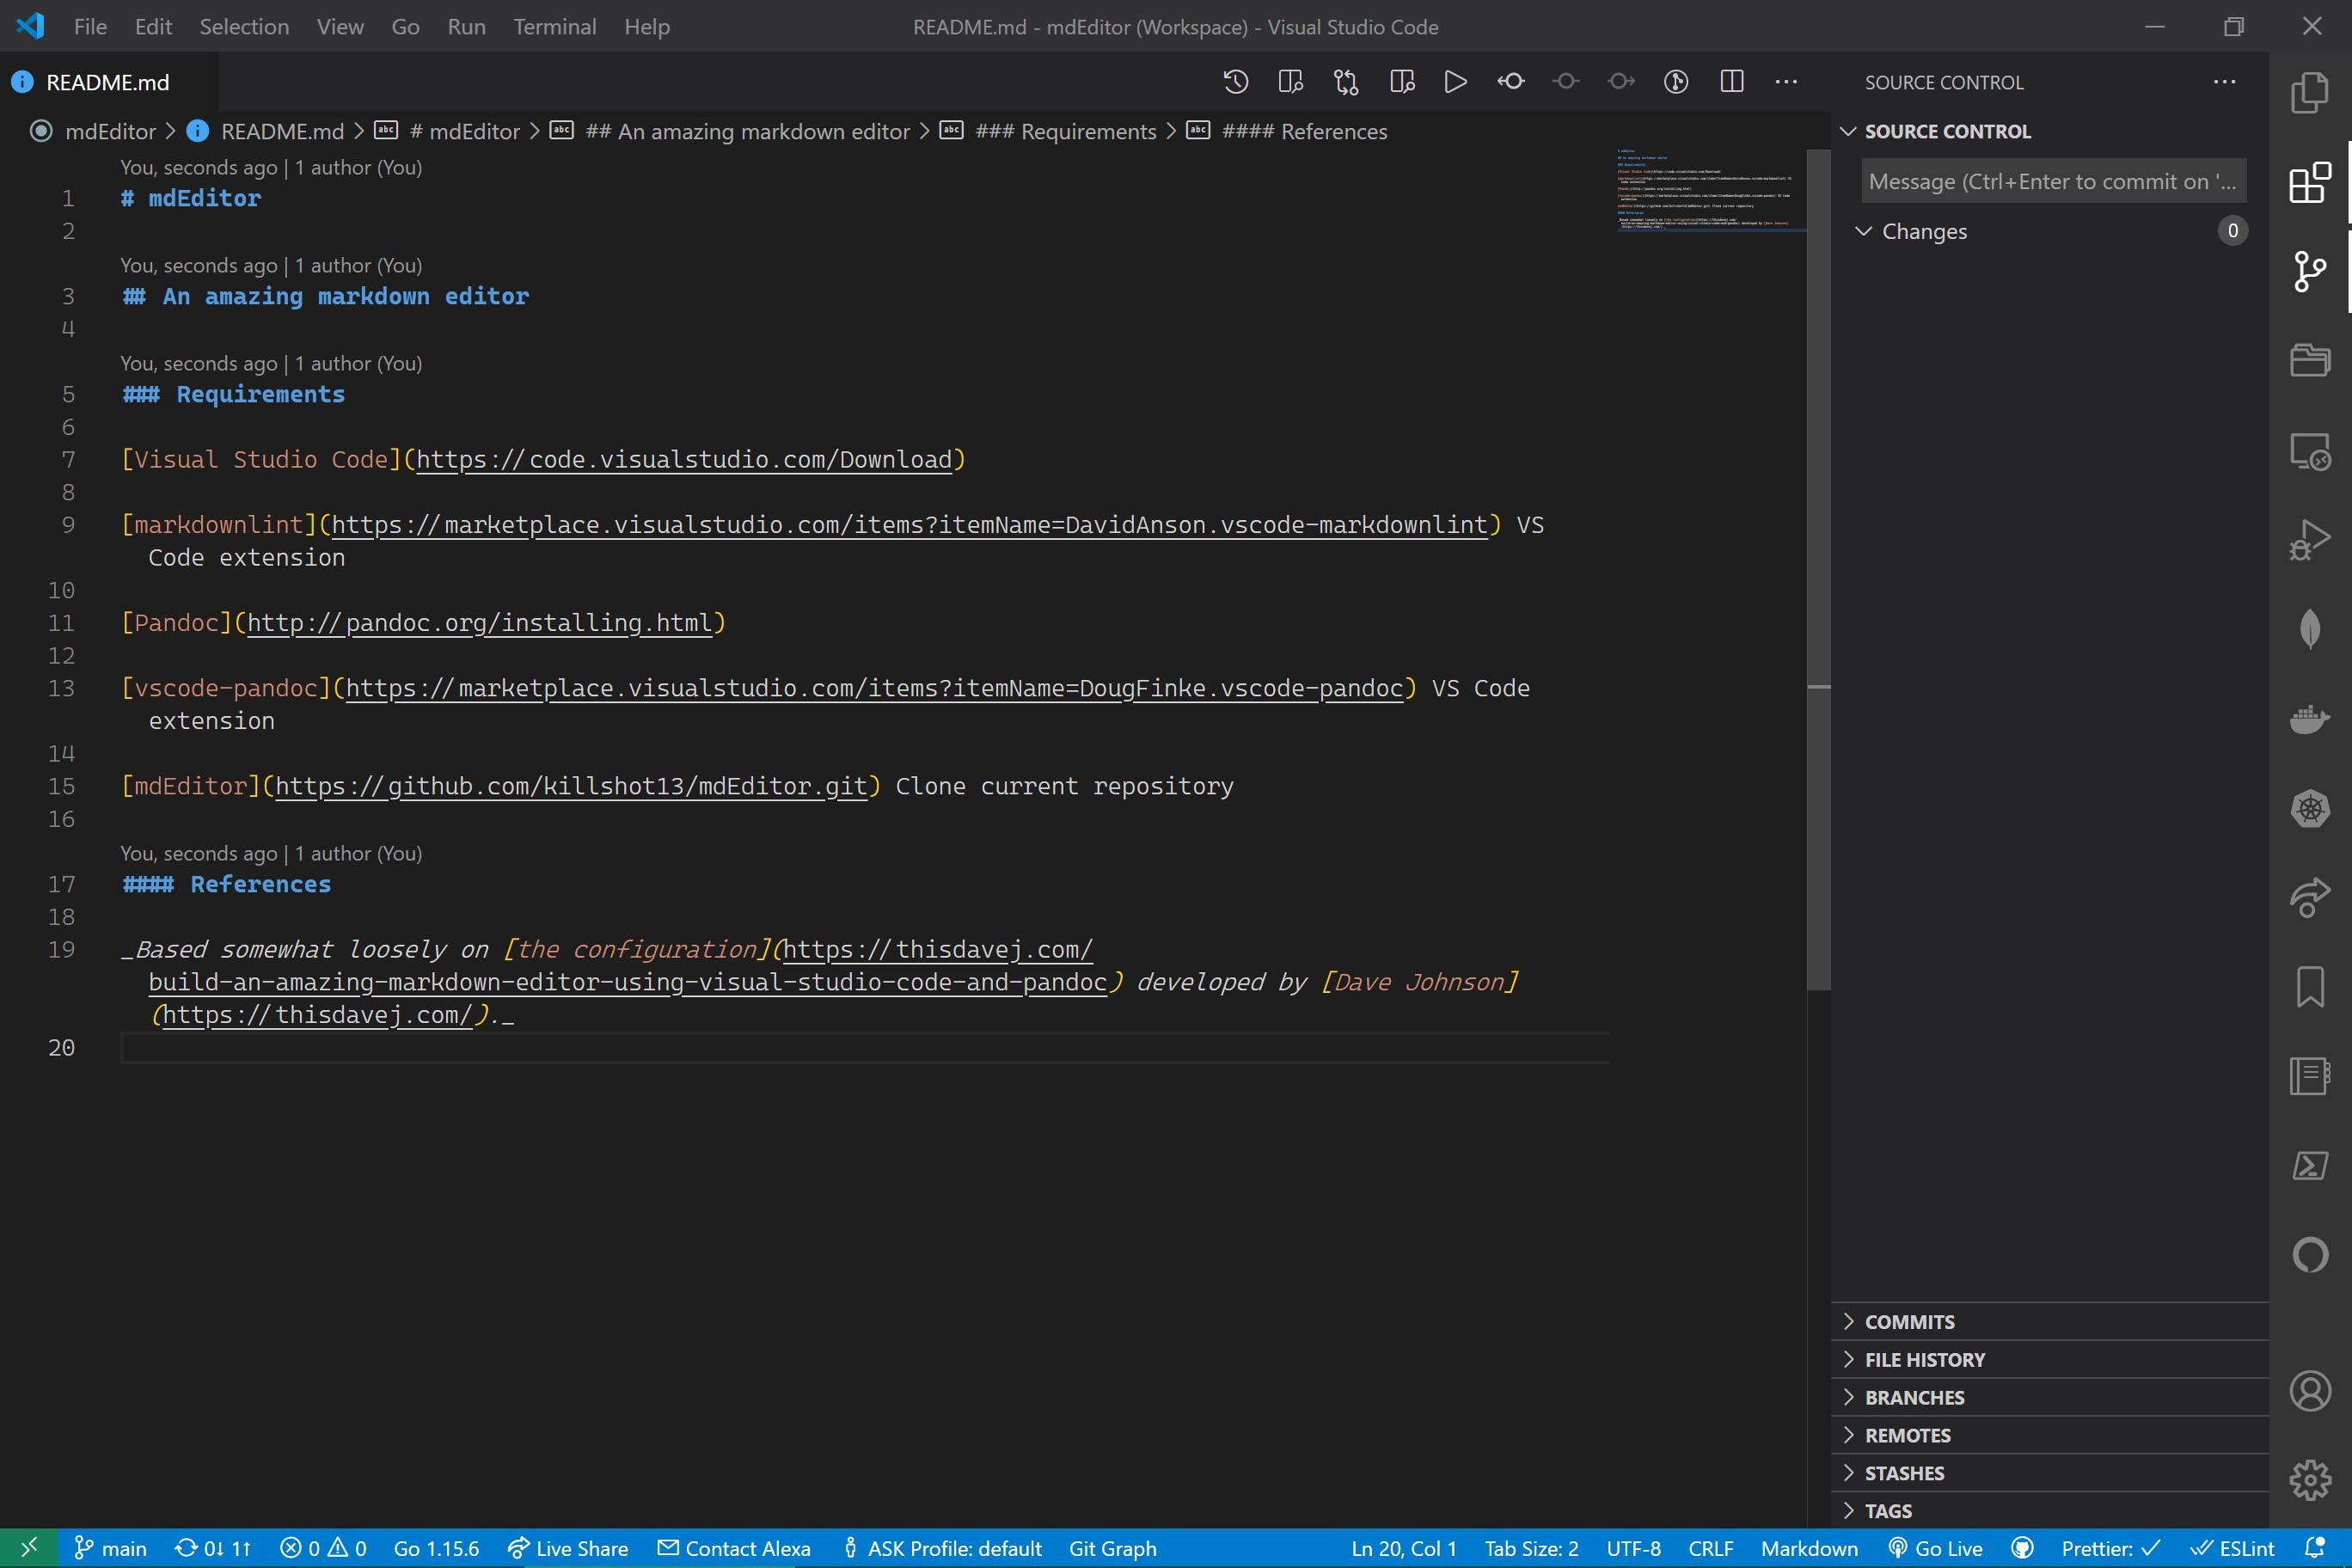 File Edit Selection View Go Run Terminal Help README.md - mdEditor (Workspace) - Visual Studio Code
README.md
mdEditor > README.md > # mdEditor > ## An amazing markdown editor > ### Requirements > #### References
You, seconds ago | 1 author (You)
1 # mdEditor
2
You, seconds ago | 1 author (You)
3 ## An amazing markdown editor
4
You, seconds ago | 1 author (You)
5 ### Requirements
6
7 [Visual Studio Code](https://code.visualstudio.com/Download)
8
9 [markdownlint](https://marketplace.visualstudio.com/items?itemName=DavidAnson.vscode-markdownlint) VS
Code extension
10
11 [Pandoc](http://pandoc.org/installing.html)
12
13 [vscode-pandoc](https://marketplace.visualstudio.com/items?itemName=DougFinke.vscode-pandoc) VS Code
extension
14
15 [mdEditor](https://github.com/killshot13/mdEditor.git) Clone current repository
16
You, seconds ago | 1 author (You)
17 #### References
18
19 _Based somewhat loosely on [the configuration](https://thisdavej.com/
build-an-amazing-markdown-editor-using-visual-studio-code-and-pandoc) developed by [Dave Johnson]
(https://thisdavej.com/)._
20
SOURCE CONTROL
SOURCE CONTROL
Message (Ctrl+Enter to commit on '...
Changes 0
COMMITS
FILE HISTORY
BRANCHES
REMOTES
STASHES
TAGS
main 0↓ 1↑ 0 0 Go 1.15.6 Live Share Contact Alexa ASK Profile: default Git Graph Ln 20, Col 1 Tab Size: 2 UTF-8 CRLF Markdown Go Live Prettier: ✓ ESLint